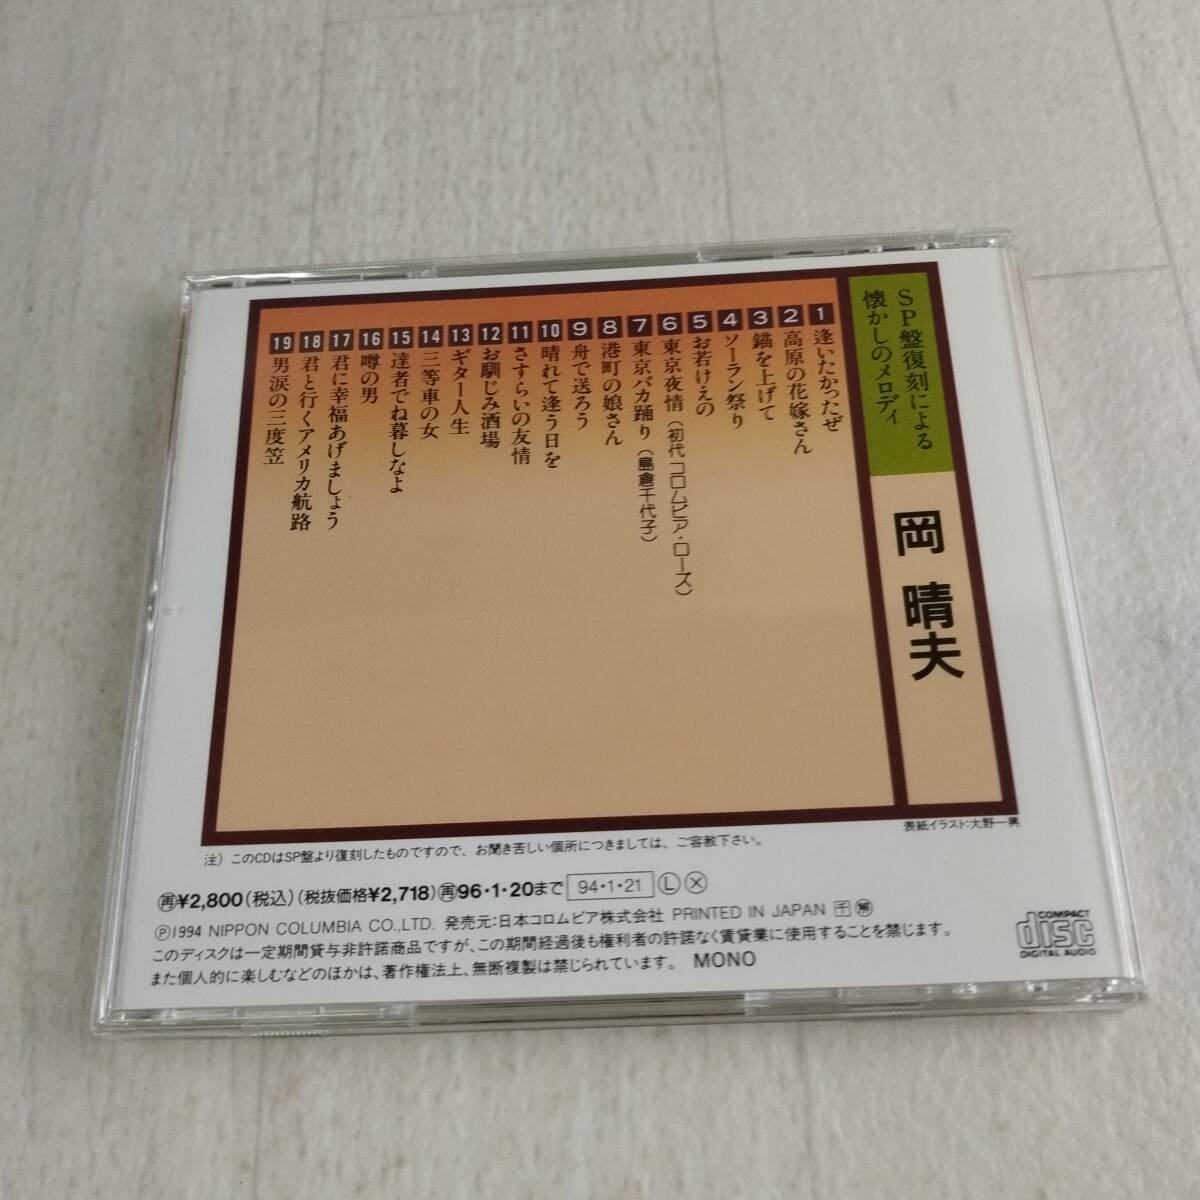 SP盤復刻による
懐かしのメロディ
岡 晴夫
1 逢いたかったぜ
2 高原の花嫁さん
3 錨を上げて
4 ソーラン祭り
5 お若けえの
6 東京夜情(初代 コロムビア・ローズ)
7 東京バカ踊り(島倉千代子)
8 港町の娘さん
9 舟で送ろう
10 晴れて逢う日を
11 さすらいの友情
12 お馴じみ酒場
13 ギター人生
14 三等車の女
15 達者でね暮しなよ
16 噂の男
17 君に幸福あげましょう
18 君と行くアメリカ航路
19 男涙の三度笠
表紙イラスト:大野一男
注) このCDはSP盤より復刻したものですので、お聞き苦しい個所につきましては、ご容赦下さい。
再¥2,800(税込)(税抜価格¥2,718)再96・1・20まで 94・1・21 L X
Ⓟ1994 NIPPON COLUMBIA CO.,LTD. 発売元:日本コロムビア株式会社 PRINTED IN JAPAN
このディスクは一定期間貸与非許諾商品ですが、この期間経過後も権利者の許諾なく賃貸業に使用することを禁じます。
また個人的に楽しむなどのほかは、著作権法上、無断複製は禁じられています。 MONO
COMPACT
disc
DIGITAL AUDIO